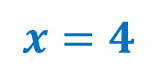 x = 4